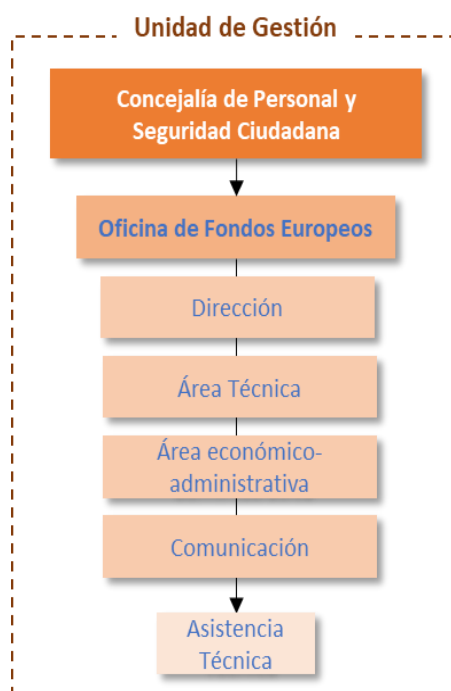 Unidad de Gestión
Concejalía de Personal y
Seguridad Ciudadana
Oficina de Fondos Europeos
Dirección
Área Técnica
Área económico-
administrativa
Comunicación
Asistencia
Técnica